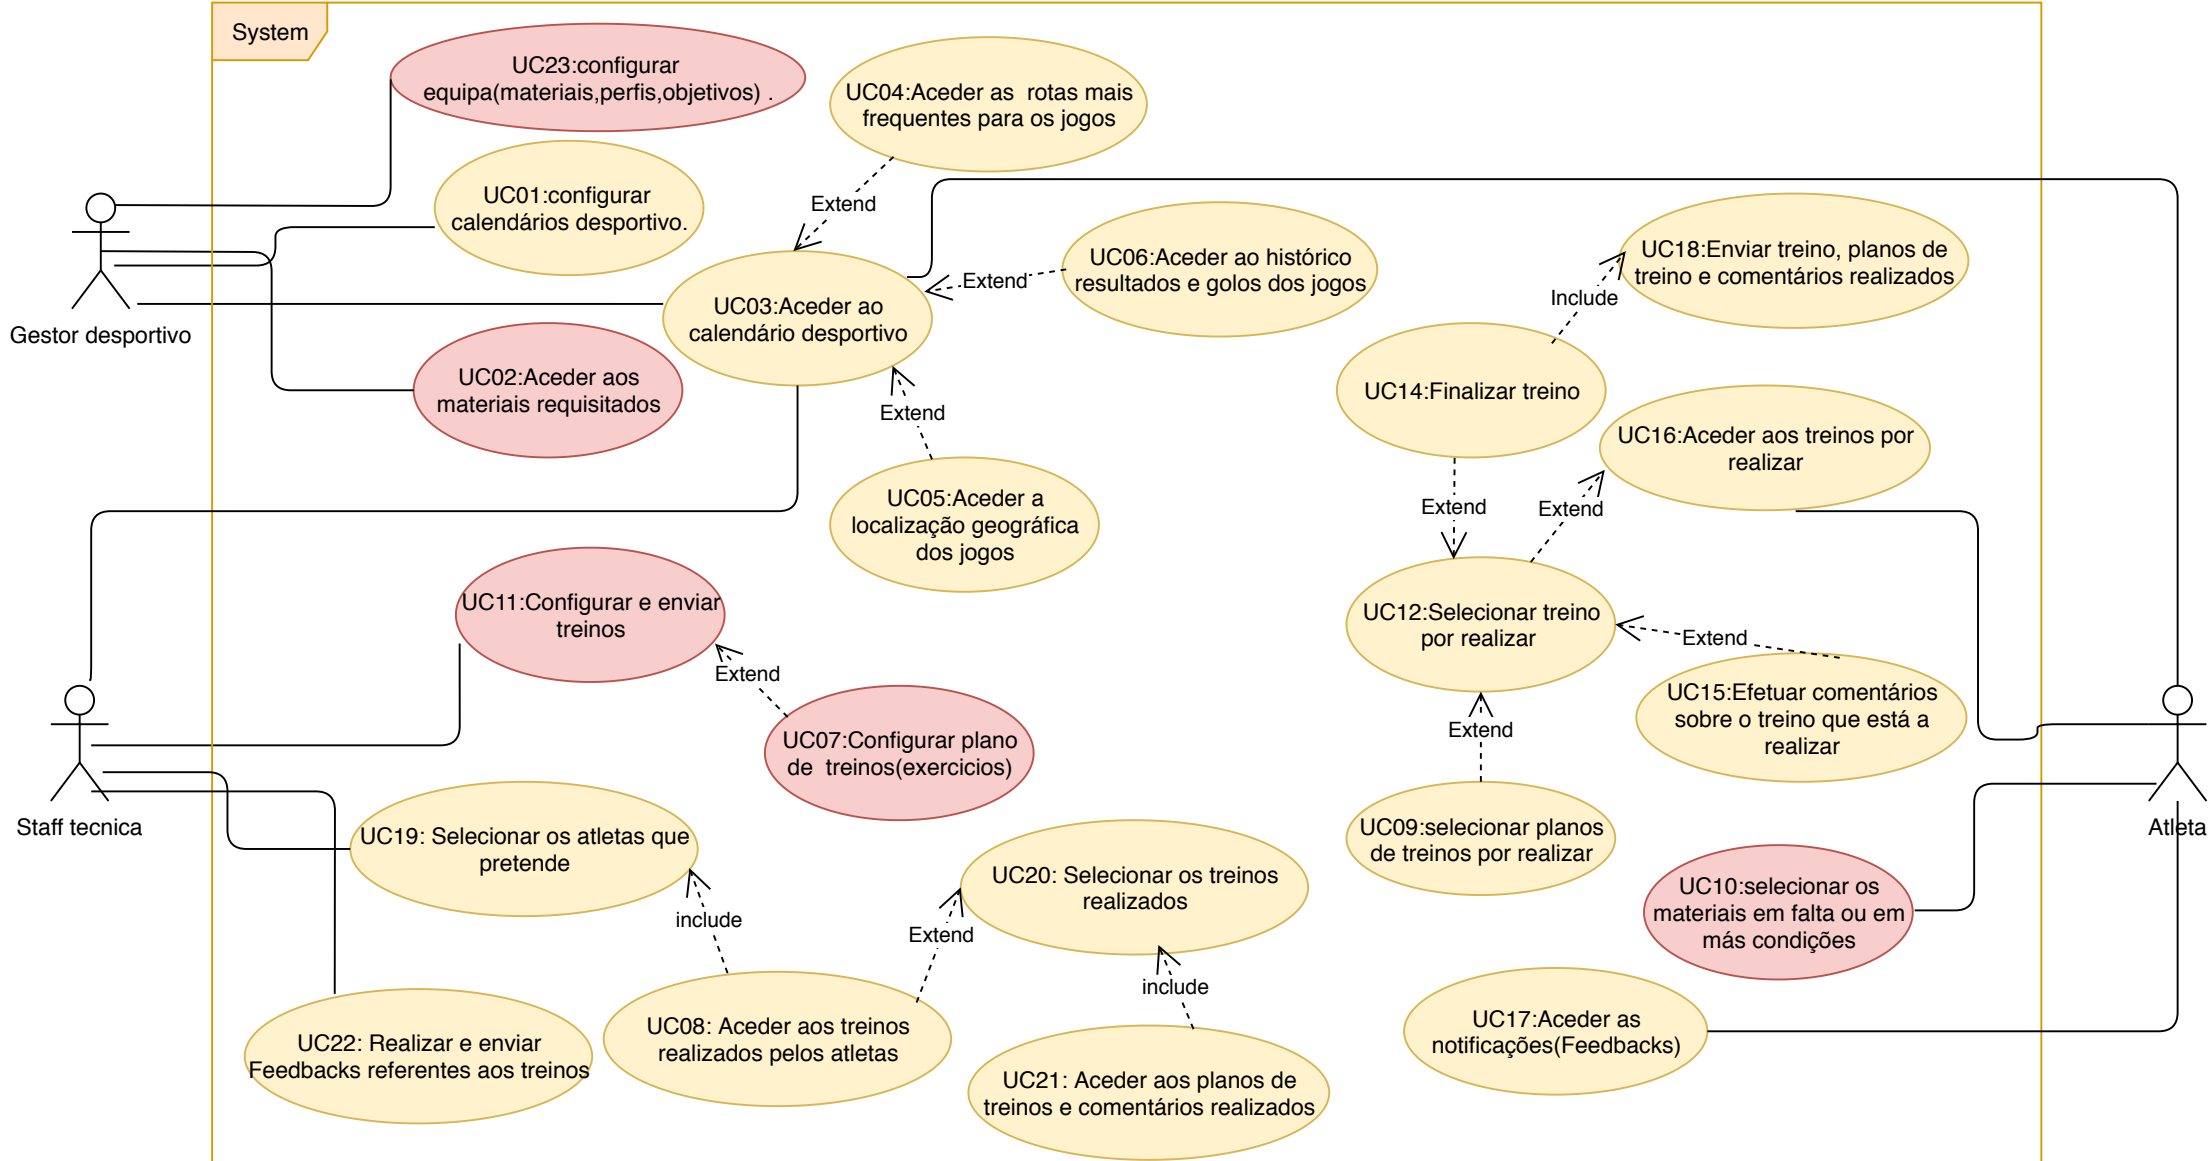 System
UC23:configurar
equipa(materiais,perfis,objetivos) .
UC04:Aceder as  rotas mais
frequentes para os jogos
UC01:configurar
calendários desportivo.
Extend
UC06:Aceder ao histórico
resultados e golos dos jogos
Extend
UC18:Enviar treino, planos de
treino e comentários realizados
Include
Gestor desportivo
UC03:Aceder ao
calendário desportivo
UC02:Aceder aos
materiais requisitados
Extend
UC14:Finalizar treino
UC16:Aceder aos treinos por
realizar
UC05:Aceder a
localização geográfica
dos jogos
Extend
Extend
UC11:Configurar e enviar
treinos
Extend
UC12:Selecionar treino
por realizar
Extend
UC15:Efetuar comentários
sobre o treino que está a
realizar
UC07:Configurar plano
de  treinos(exercicios)
Extend
Staff tecnica
UC19: Selecionar os atletas que
pretende
UC09:selecionar planos
de treinos por realizar
Atleta
include
Extend
UC20: Selecionar os treinos
realizados
UC10:selecionar os
materiais em falta ou em
más condições
include
UC22: Realizar e enviar
Feedbacks referentes aos treinos
UC08: Aceder aos treinos
realizados pelos atletas
UC17:Aceder as
notificações(Feedbacks)
UC21: Aceder aos planos de
treinos e comentários realizados